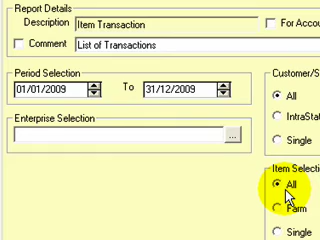 Report Details
Description Item Transaction For Accou
Comment List of Transactions
Period Selection Customer/S
01/01/2009 To 31/12/2009 All
IntraStat
Enterprise Selection
... Single
Item Selecti
All
Farm
Single